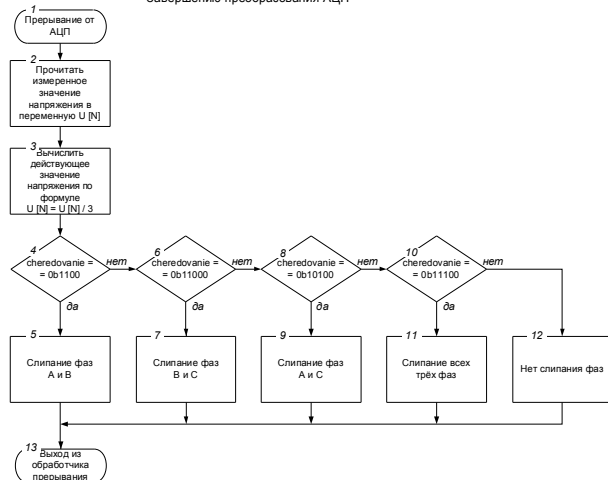 завершению преобразования АЦП
1
Прерывание от
АЦП
2
Прочитать
измеренное
значение
напряжения в
переменную U [N]
3
Вычислить
действующее
значение
напряжения по
формуле
U [N] = U [N] / 3
4
cheredovanie =
= 0b1100
нет
да
6
cheredovanie =
= 0b11000
нет
да
8
cheredovanie =
= 0b10100
нет
да
10
cheredovanie =
= 0b11100
нет
да
5
Слипание фаз
А и В
7
Слипание фаз
В и С
9
Слипание фаз
А и С
11
Слипание всех
трёх фаз
12
Нет слипания фаз
13
Выход из
обработчика
прерывания